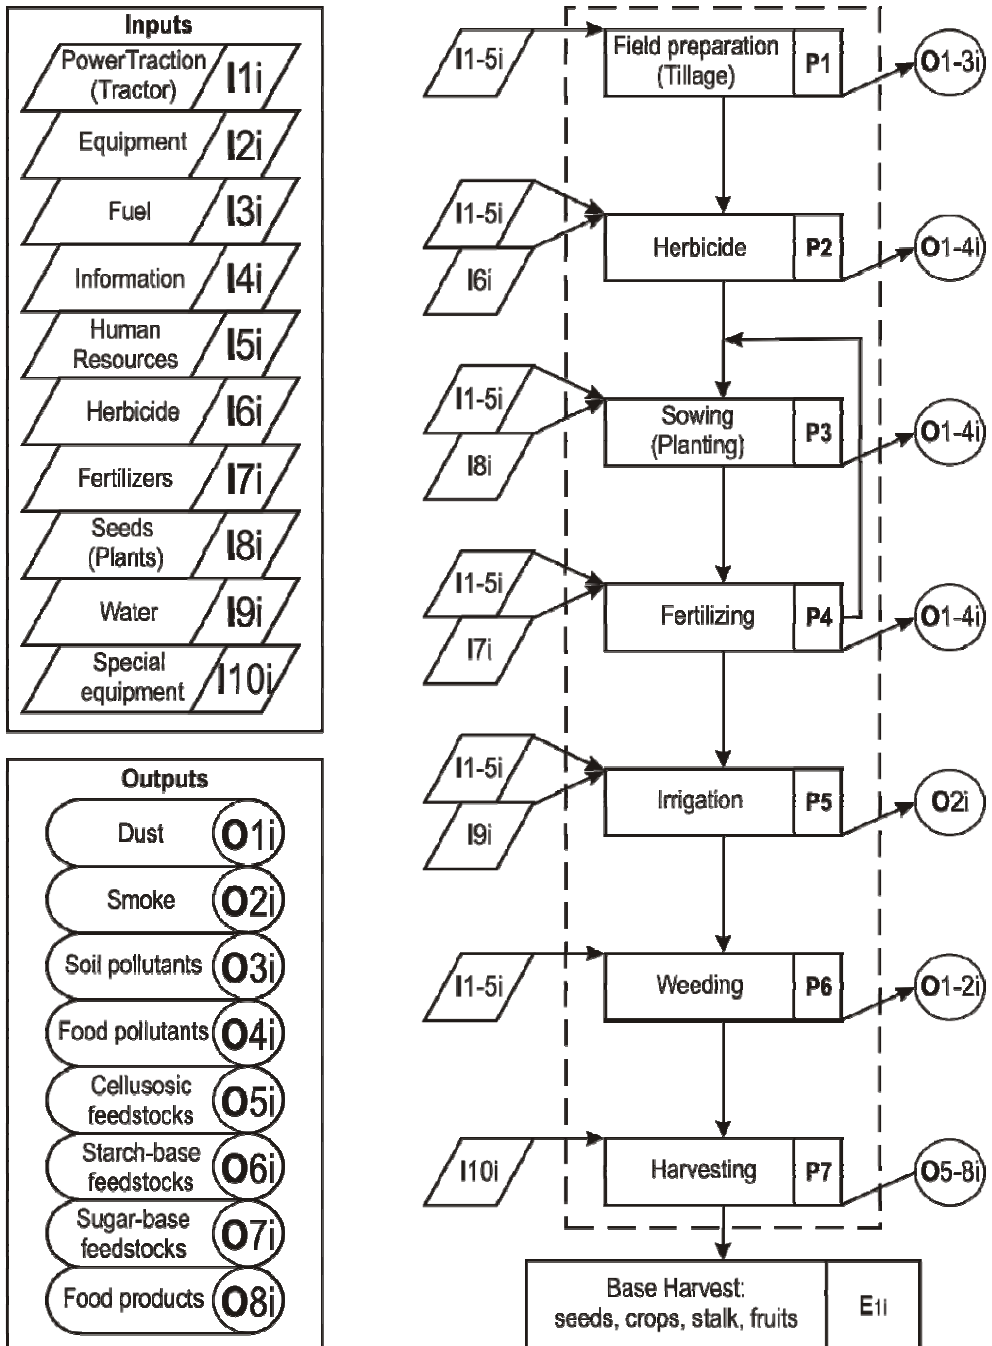 Inputs
PowerTraction
(Tractor)
I1i
Equipment
I2i
Fuel
I3i
Information
I4i
Human
Resources
I5i
Herbicide
I6i
Fertilizers
I7i
Seeds
(Plants)
I8i
Water
I9i
Special
equipment
I10i
Outputs
Dust
O1i
Smoke
O2i
Soil pollutants
O3i
Food pollutants
O4i
Cellusosic
feedstocks
O5i
Starch-base
feedstocks
O6i
Sugar-base
feedstocks
O7i
Food products
O8i
I1-5i
Field preparation
(Tillage)
P1
O1-3i
I1-5i
I6i
Herbicide
P2
O1-4i
I1-5i
I8i
Sowing
(Planting)
P3
O1-4i
I1-5i
I7i
Fertilizing
P4
O1-4i
I1-5i
I9i
Irrigation
P5
O2i
I1-5i
Weeding
P6
O1-2i
I10i
Harvesting
P7
O5-8i
Base Harvest:
seeds, crops, stalk, fruits
E1i